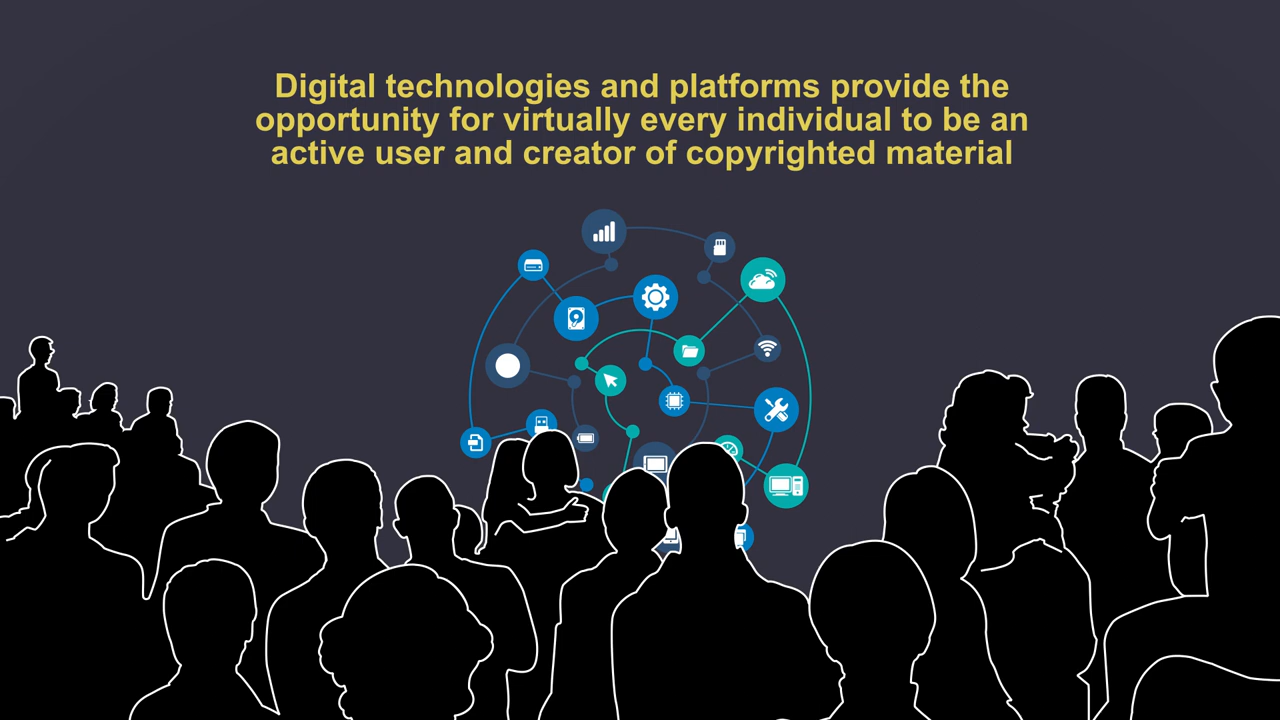 Digital technologies and platforms provide the
opportunity for virtually every individual to be an
active user and creator of copyrighted material